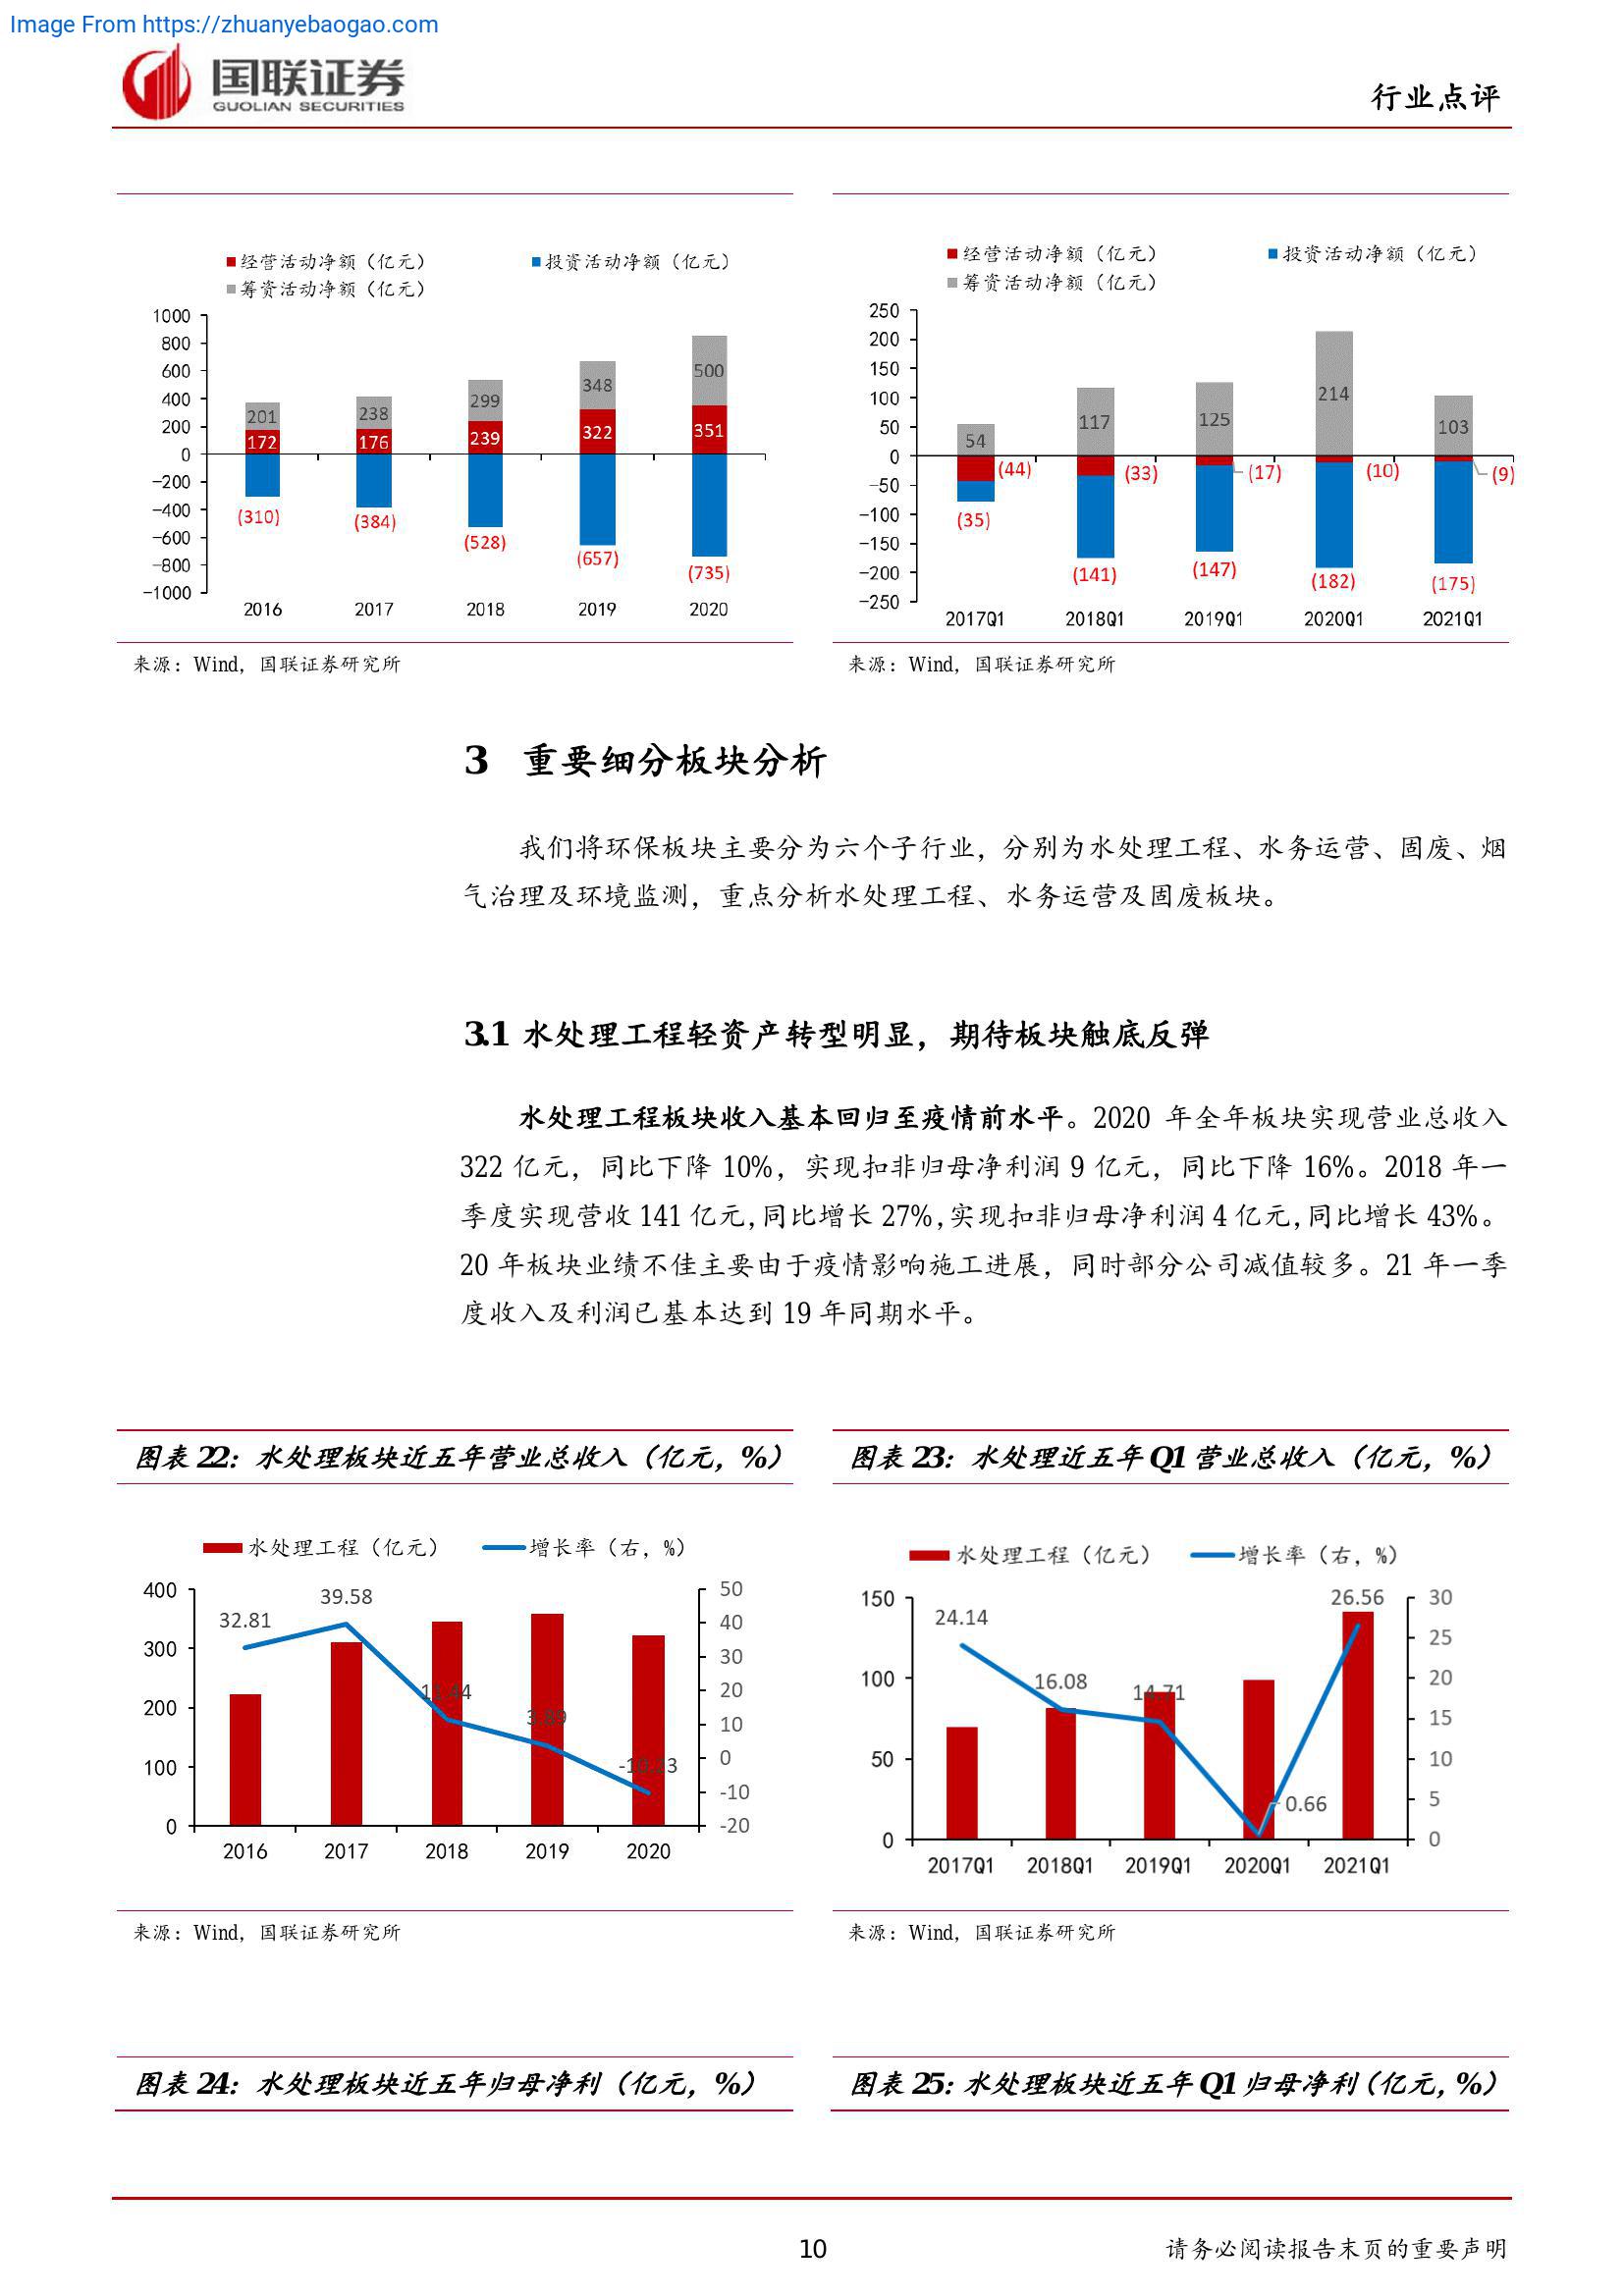 Image From https://zhuanyebaogao.com
国联证券
GUOLIAN SECURITIES
行业点评
经营活动净额（亿元）
投资活动净额（亿元）
筹资活动净额（亿元）
1000
800
600
400
200
0
-200
-400
-600
-800
-1000
201
238
299
348
500
172
176
239
322
351
(310)
(384)
(528)
(657)
(735)
2016
2017
2018
2019
2020
来源：Wind，国联证券研究所
经营活动净额（亿元）
投资活动净额（亿元）
筹资活动净额（亿元）
250
200
150
100
50
0
-50
-100
-150
-200
-250
54
117
125
214
103
(44)
(33)
(17)
(10)
(9)
(35)
(141)
(147)
(182)
(175)
2017Q1
2018Q1
2019Q1
2020Q1
2021Q1
来源：Wind，国联证券研究所
3 重要细分板块分析
我们将环保板块主要分为六个子行业，分别为水处理工程、水务运营、固废、烟
气治理及环境监测，重点分析水处理工程、水务运营及固废板块。
3.1 水处理工程轻资产转型明显，期待板块触底反弹
水处理工程板块收入基本回归至疫情前水平。2020 年全年板块实现营业总收入
322 亿元，同比下降 10%，实现扣非归母净利润 9 亿元，同比下降 16%。2018 年一
季度实现营收 141 亿元，同比增长 27%，实现扣非归母净利润 4 亿元，同比增长 43%。
20 年板块业绩不佳主要由于疫情影响施工进展，同时部分公司减值较多。21 年一季
度收入及利润已基本达到 19 年同期水平。
图表 22：水处理板块近五年营业总收入（亿元，%）
水处理工程（亿元）
增长率（右，%）
400
300
200
100
0
50
40
30
20
10
0
-10
-20
32.81
39.58
11.44
3.89
-10.23
2016
2017
2018
2019
2020
来源：Wind，国联证券研究所
图表 23：水处理近五年 Q1 营业总收入（亿元，%）
水处理工程（亿元）
增长率（右，%）
150
100
50
0
30
25
20
15
10
5
0
24.14
16.08
14.71
0.66
26.56
2017Q1
2018Q1
2019Q1
2020Q1
2021Q1
来源：Wind，国联证券研究所
图表 24：水处理板块近五年归母净利（亿元，%）
图表 25：水处理板块近五年 Q1 归母净利（亿元，%）
10
请务必阅读报告末页的重要声明